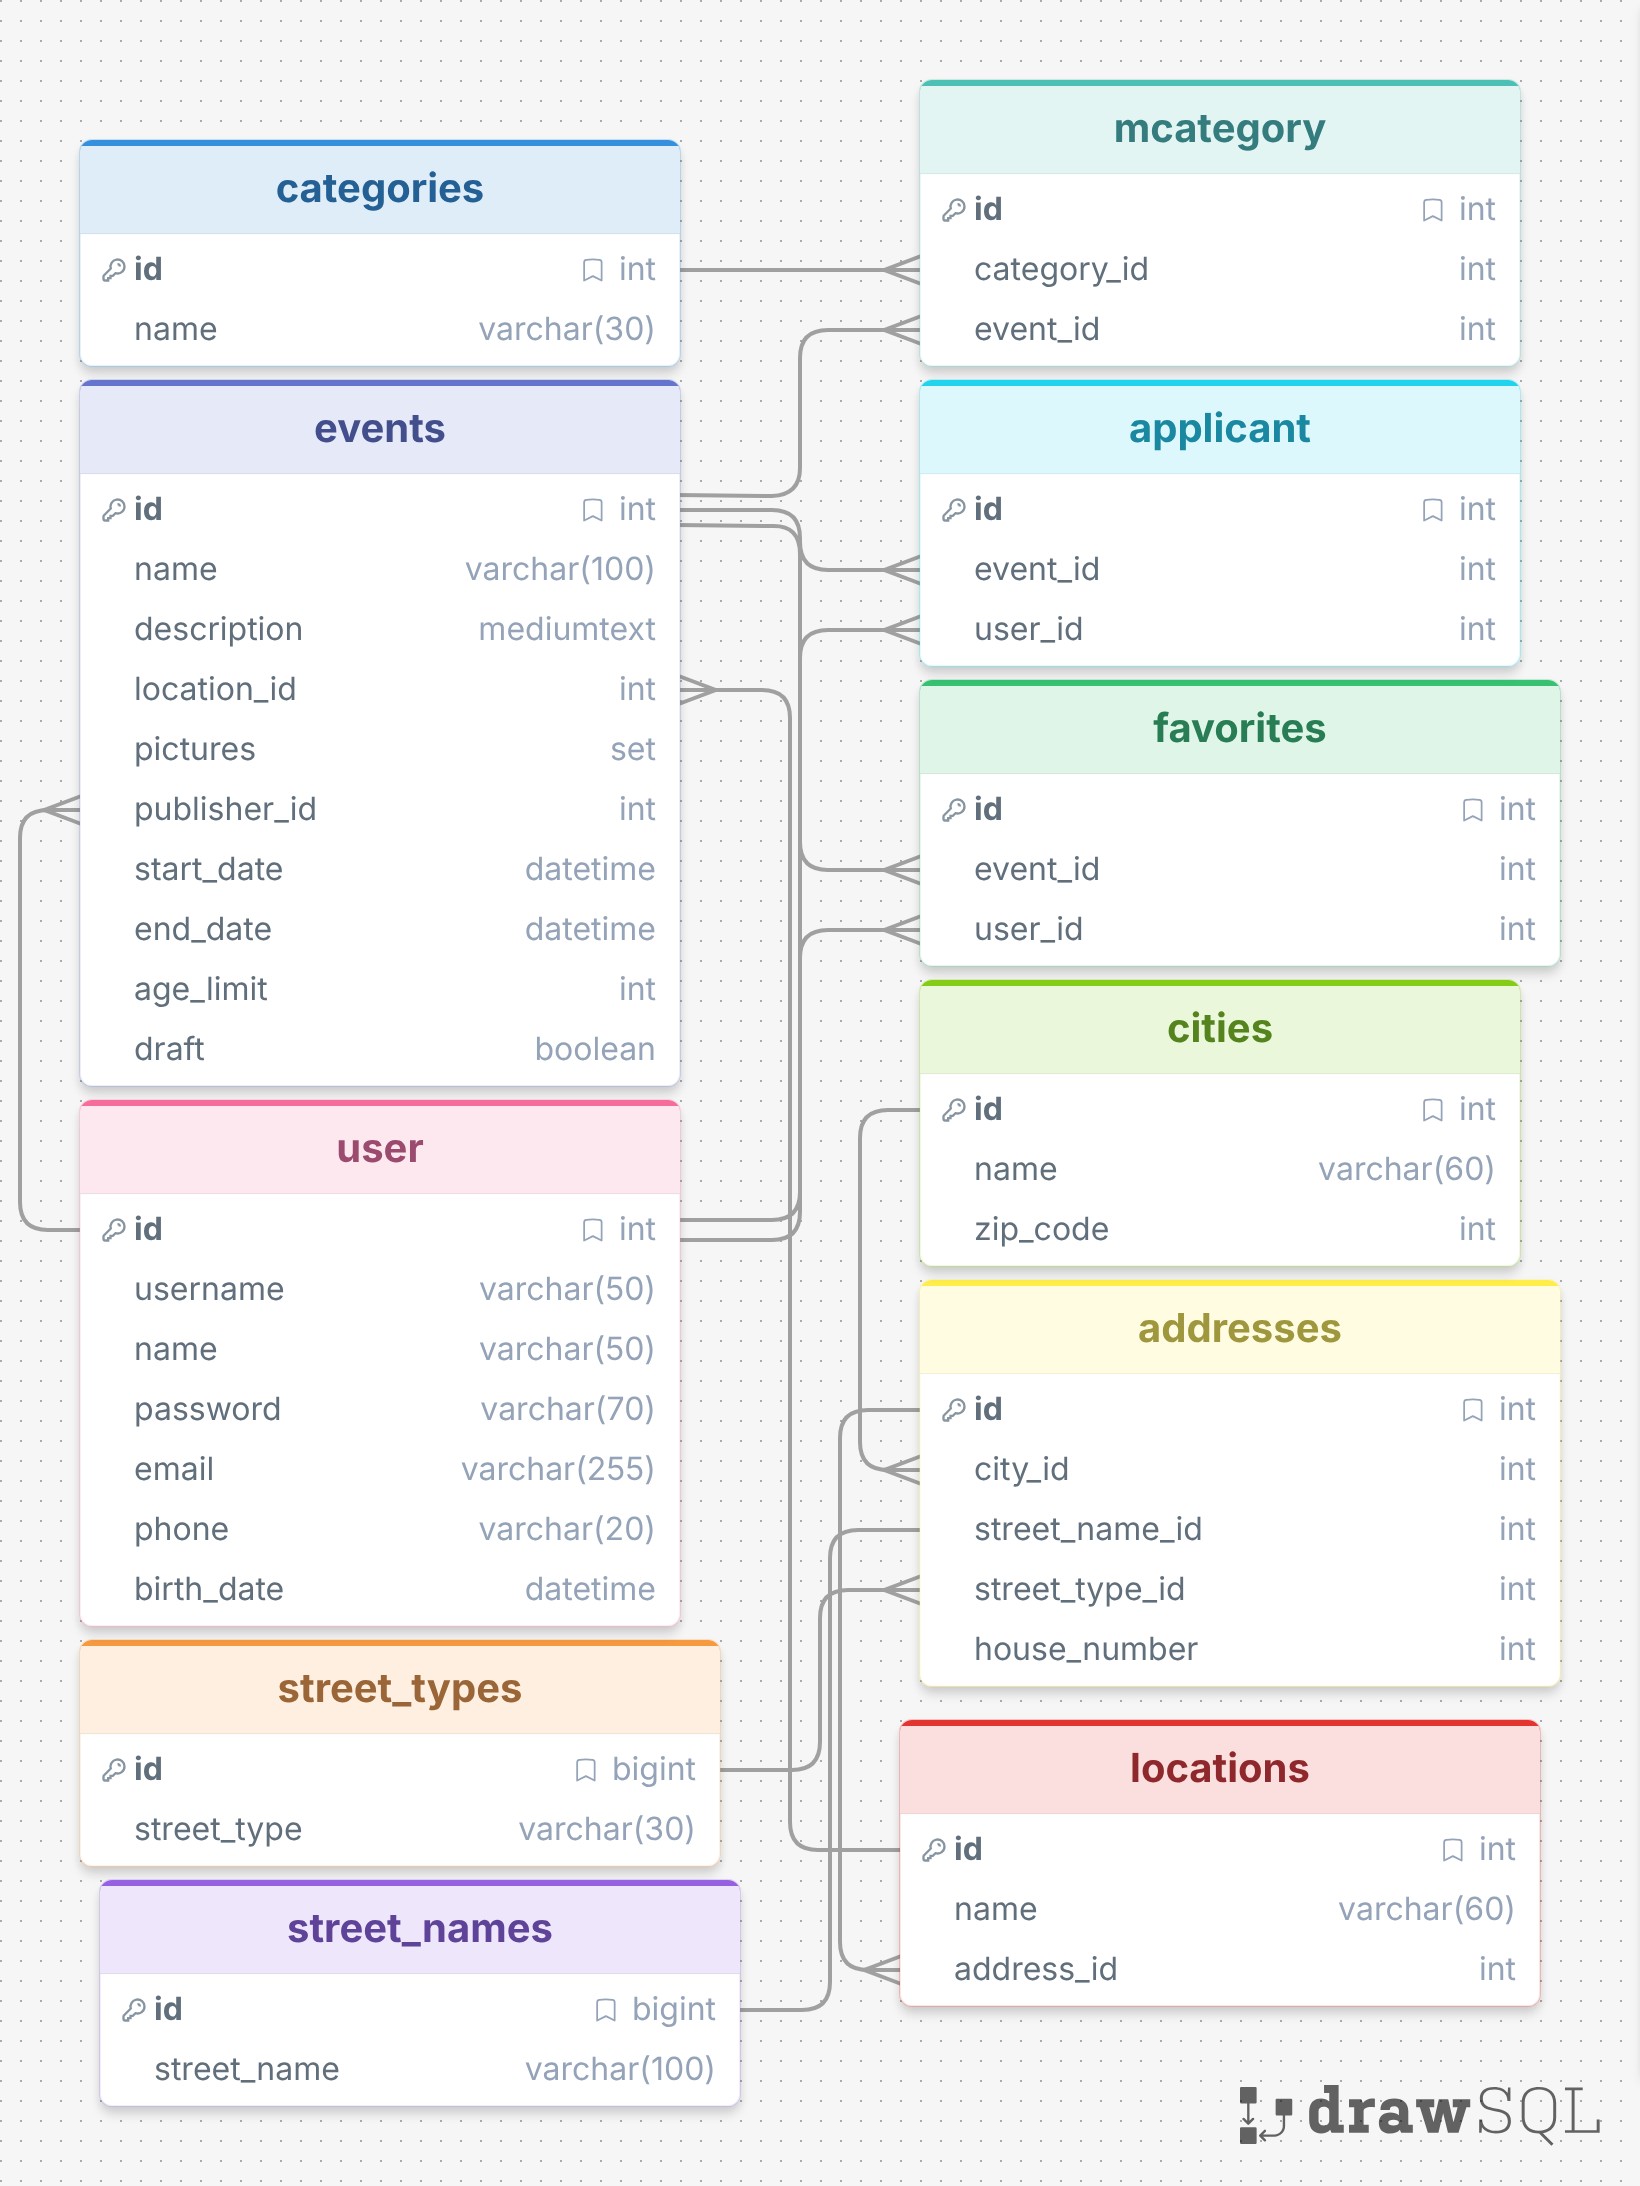 categories
id int
name varchar(30)
events
id int
name varchar(100)
description mediumtext
location_id int
pictures set
publisher_id int
start_date datetime
end_date datetime
age_limit int
draft boolean
user
id int
username varchar(50)
name varchar(50)
password varchar(70)
email varchar(255)
phone varchar(20)
birth_date datetime
street_types
id bigint
street_type varchar(30)
street_names
id bigint
street_name varchar(100)
mcategory
id int
category_id int
event_id int
applicant
id int
event_id int
user_id int
favorites
id int
event_id int
user_id int
cities
id int
name varchar(60)
zip_code int
addresses
id int
city_id int
street_name_id int
street_type_id int
house_number int
locations
id int
name varchar(60)
address_id int
drawSQL